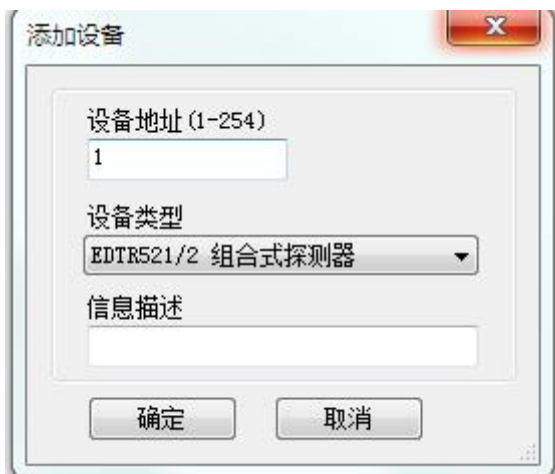 添加设备
设备地址(1-254)
1
设备类型
EDTR521/2 组合式探测器
信息描述
确定
取消